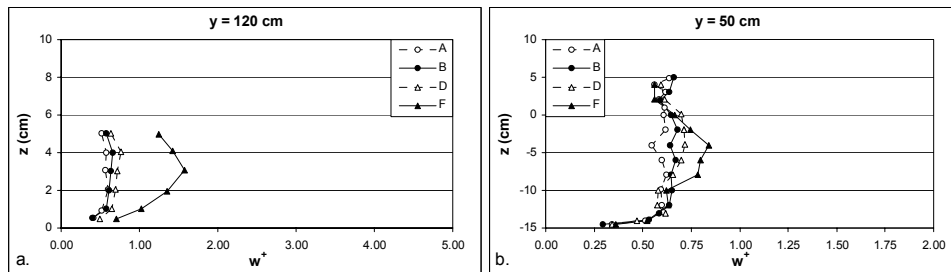 y = 120 cm
10
8
6
4
2
0
z (cm)
0.00 1.00 2.00 3.00 4.00 5.00
w+
A
B
D
F
a.
y = 50 cm
10
5
0
-5
-10
-15
z (cm)
0.00 0.25 0.50 0.75 1.00 1.25 1.50 1.75 2.00
w+
A
B
D
F
b.